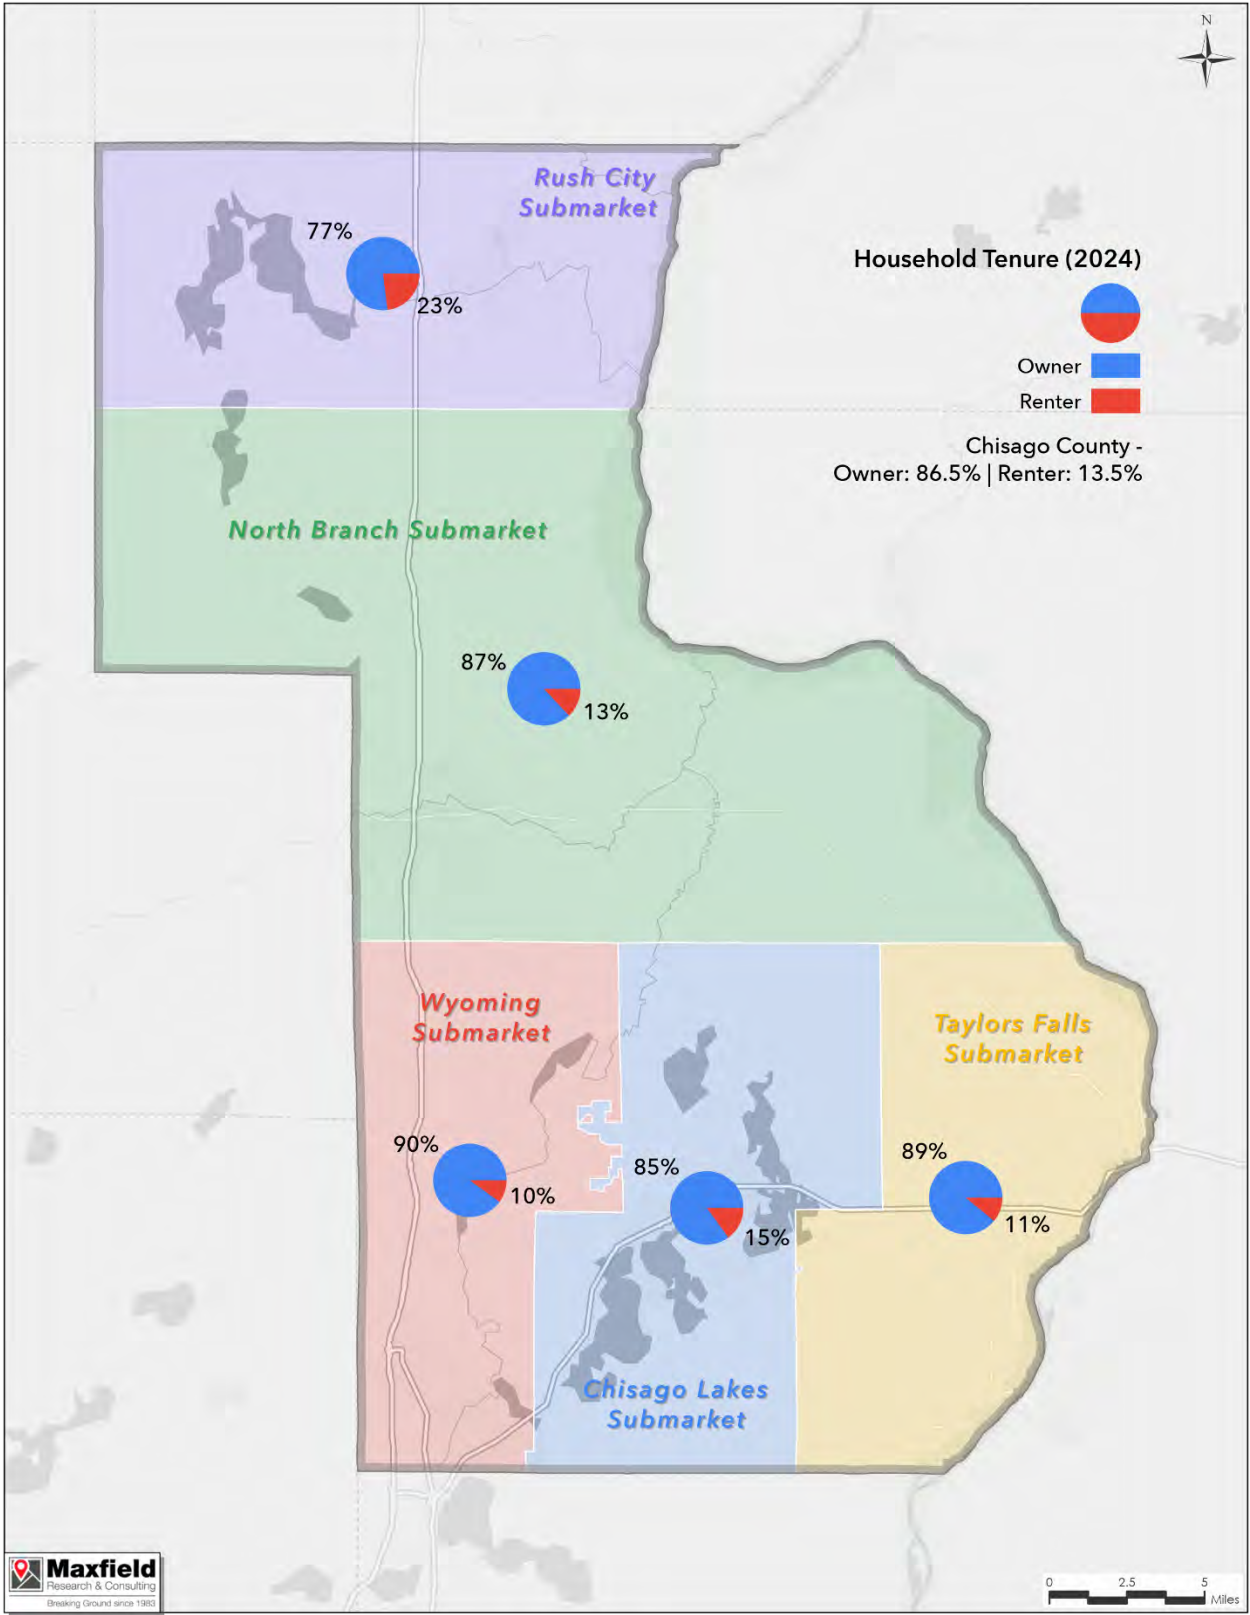 N
Rush City
Submarket
77%
23%
Household Tenure (2024)
Owner
Renter
Chisago County -
Owner: 86.5% | Renter: 13.5%
North Branch Submarket
87%
13%
Wyoming
Submarket
Taylors Falls
Submarket
90%
10%
85%
15%
89%
11%
Chisago Lakes
Submarket
Maxfield
Research & Consulting
Breaking Ground since 1983
0 2.5 5
Miles